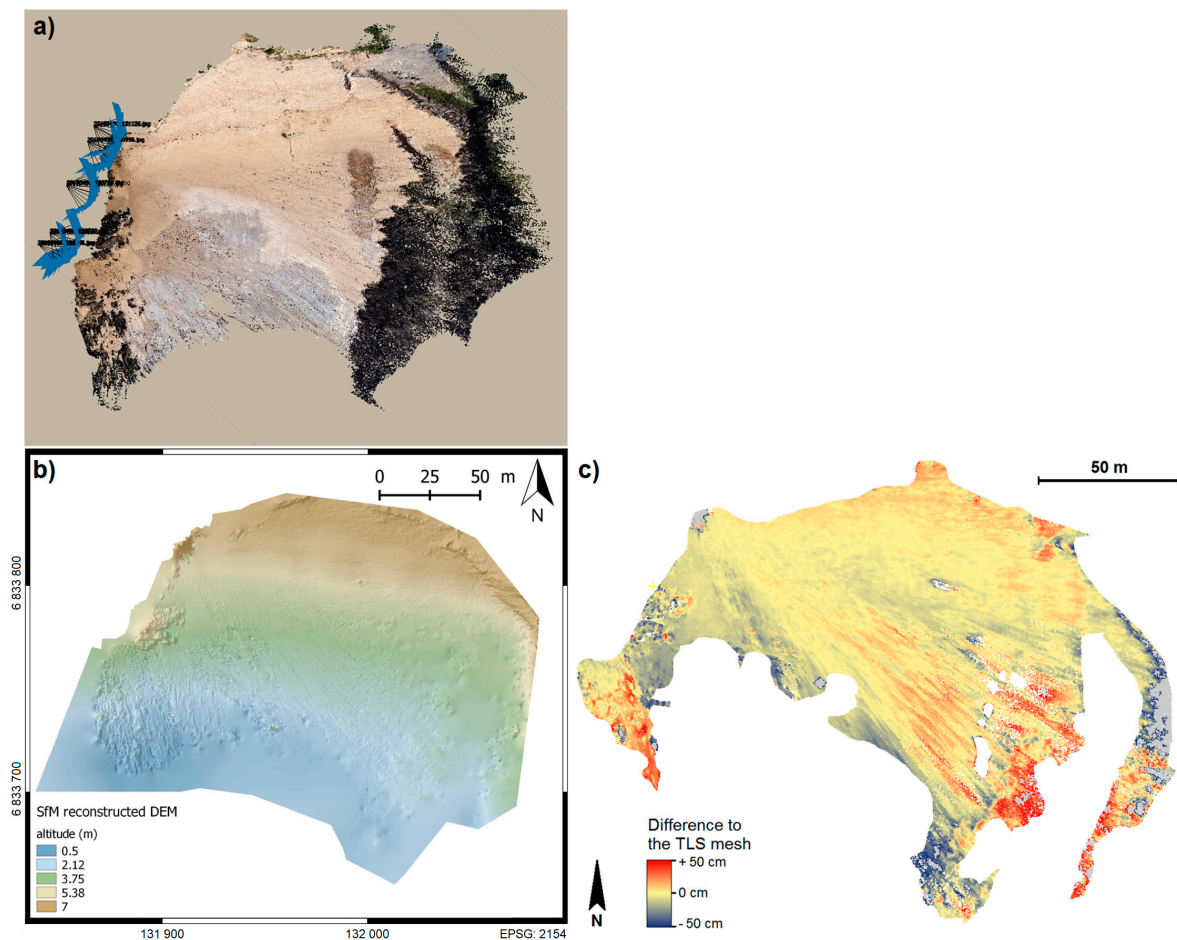 a)
b)
0 25 50 m
N
6 833 800
6 833 700
SfM reconstructed DEM
altitude (m)
0.5
2.12
3.75
5.38
7
131 900
132 000
EPSG: 2154
c)
50 m
Difference to
the TLS mesh
+ 50 cm
0 cm
- 50 cm
N